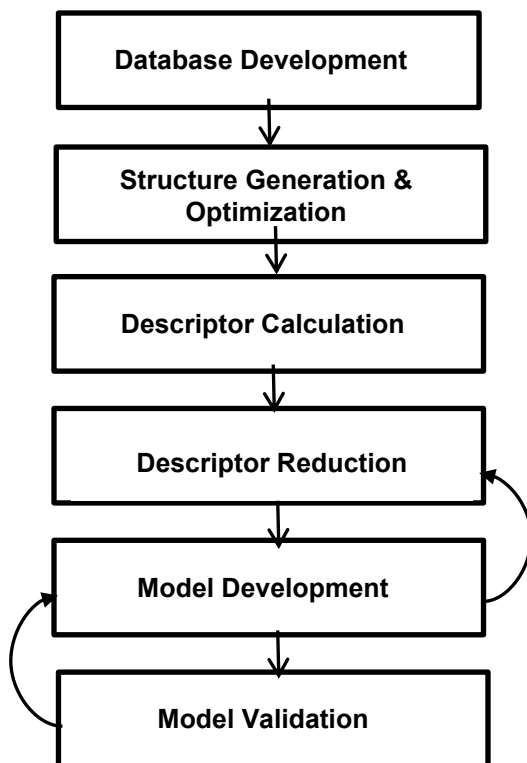 Database Development
Structure Generation &
Optimization
Descriptor Calculation
Descriptor Reduction
Model Development
Model Validation